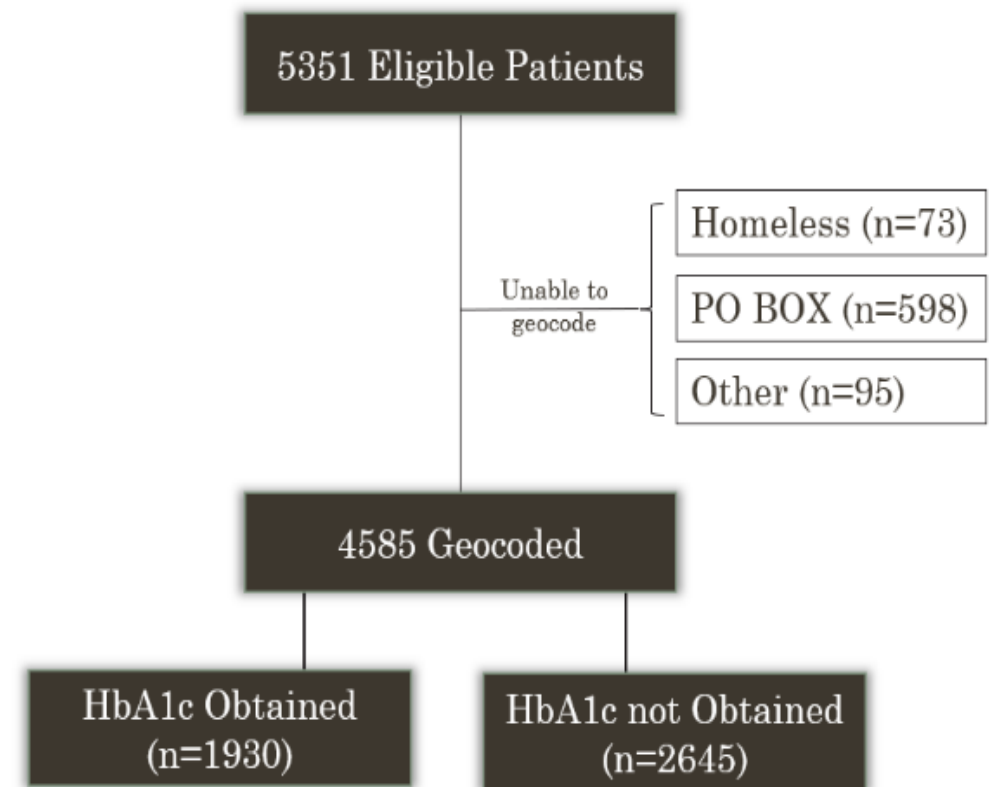 5351 Eligible Patients
Unable to
geocode
Homeless (n=73)
PO BOX (n=598)
Other (n=95)
4585 Geocoded
HbA1c Obtained
(n=1930)
HbA1c not Obtained
(n=2645)